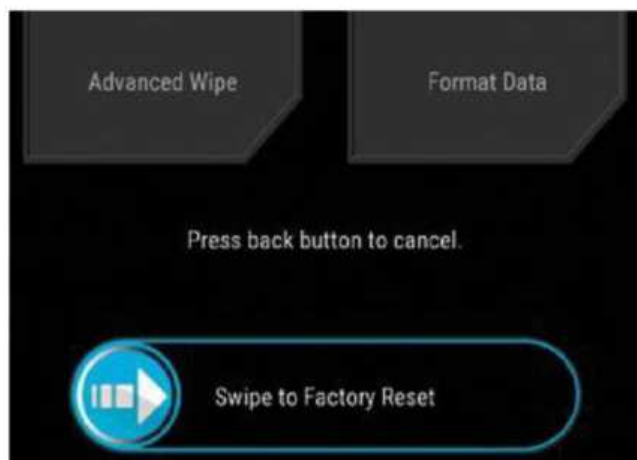 Advanced Wipe
Format Data
Press back button to cancel.
Swipe to Factory Reset